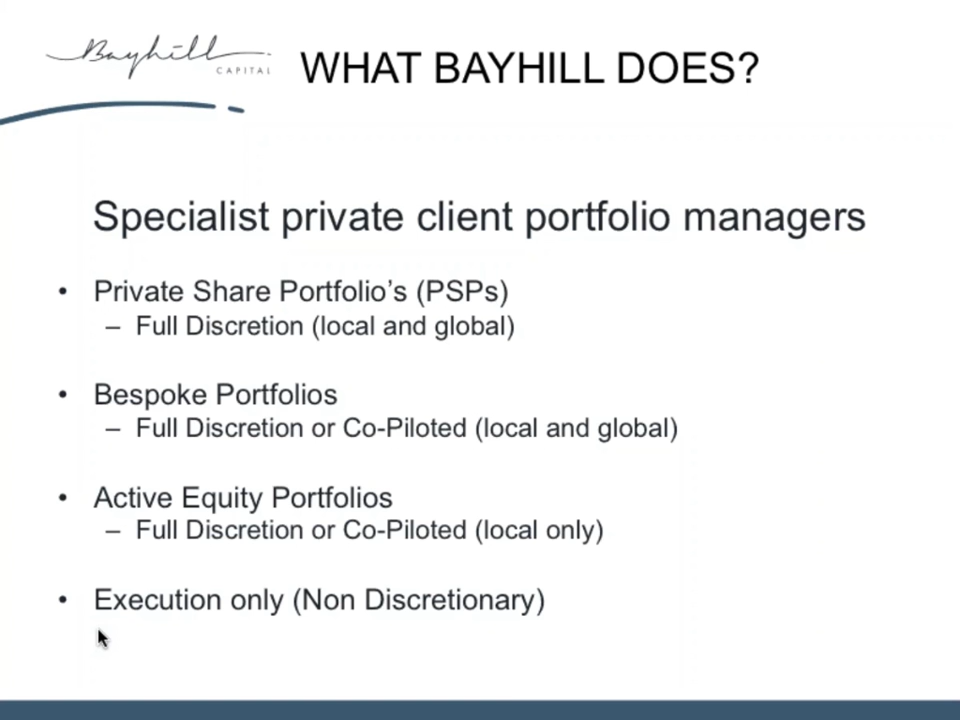 Bayhill
CAPITAL
WHAT BAYHILL DOES?
Specialist private client portfolio managers
• Private Share Portfolio’s (PSPs)
– Full Discretion (local and global)
• Bespoke Portfolios
– Full Discretion or Co-Piloted (local and global)
• Active Equity Portfolios
– Full Discretion or Co-Piloted (local only)
• Execution only (Non Discretionary)